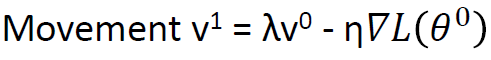 Movement v¹ = λv⁰ - η∇L(θ⁰)